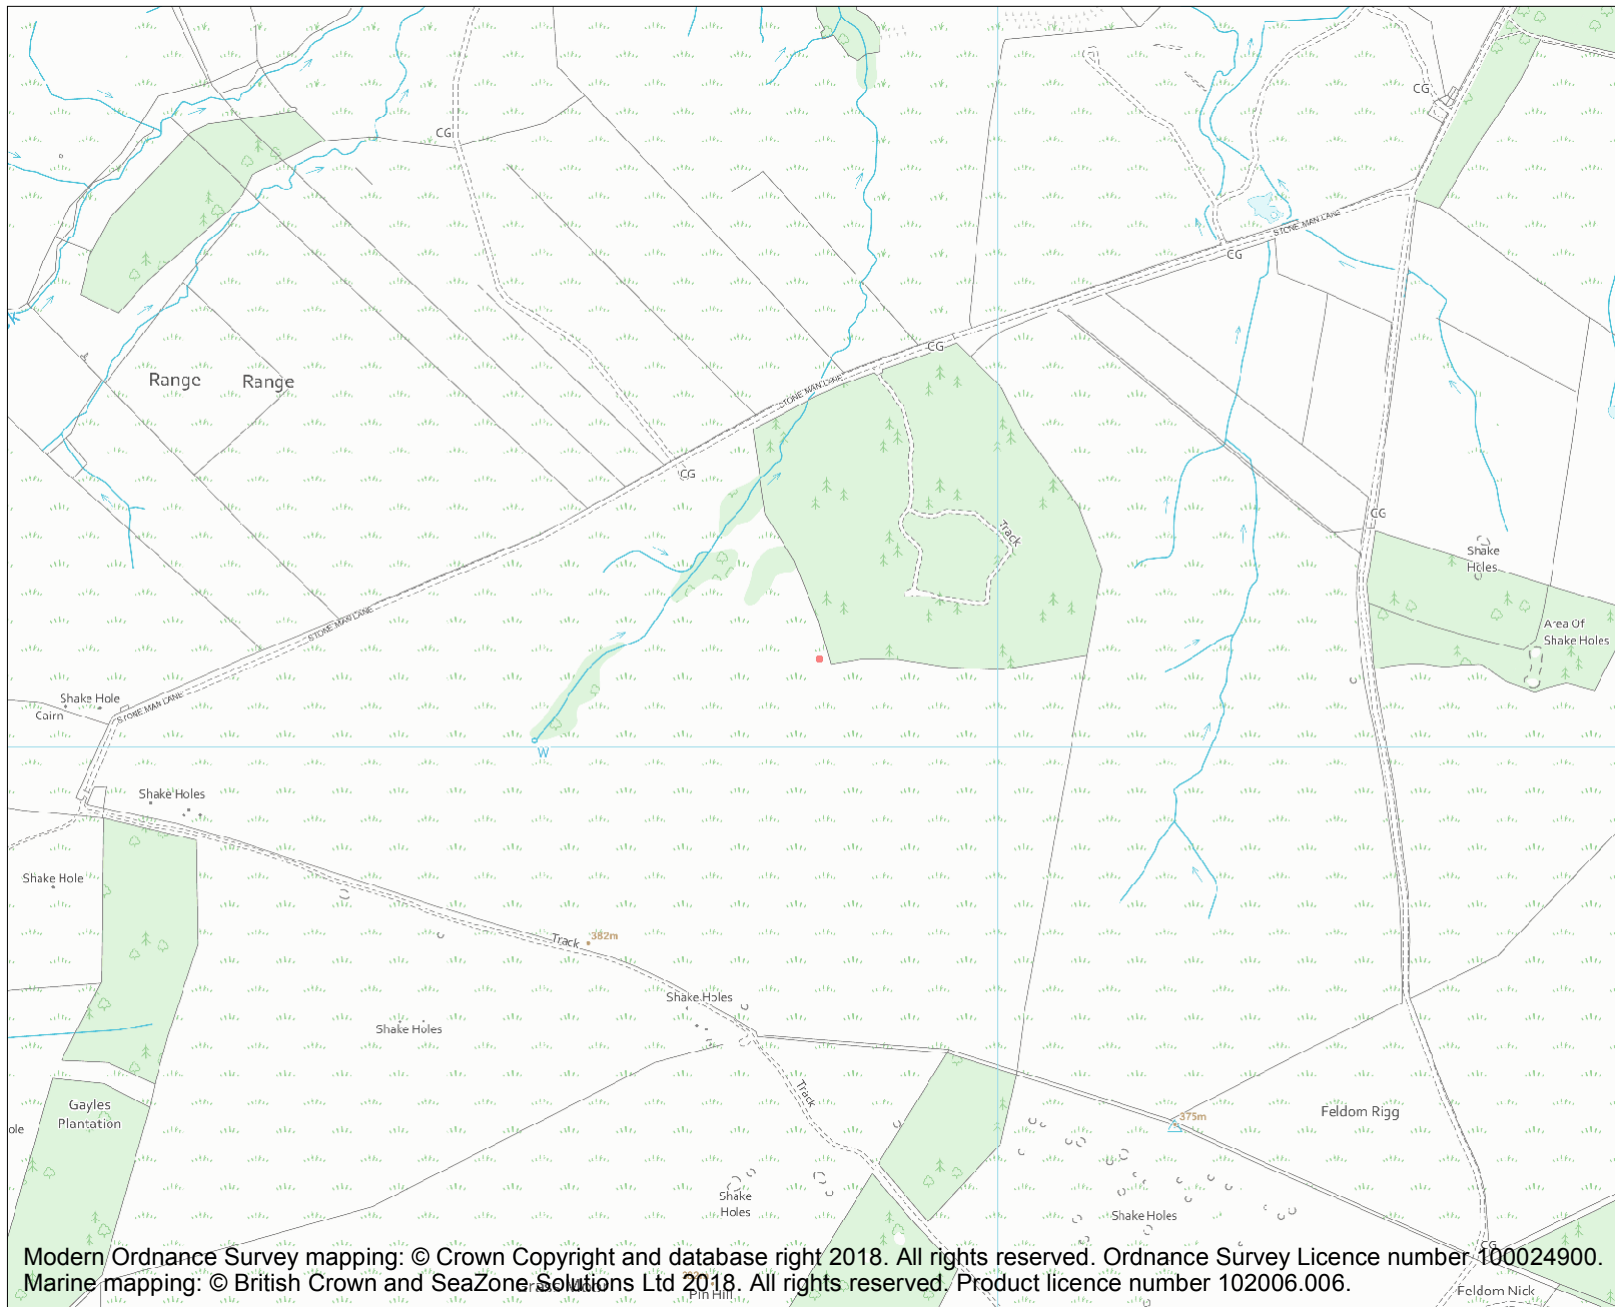 CG
CG
STONE MAN LANE
CG
Range
Range
CG
STONE MAN LANE
CG
CG
Track
Shake
Holes
Area Of
Shake Holes
STONE MAN LANE
Shake Hole
Cairn
STONE MAN LANE
W
Shake Holes
Shake Hole
Track
382m
Shake Holes
Shake Holes
Track
Gayles
Plantation
ole
375m
Feldom Rigg
Shake
Holes
Shake Holes
CG
Modern Ordnance Survey mapping: © Crown Copyright and database right 2018. All rights reserved. Ordnance Survey Licence number 100024900.
Marine mapping: © British Crown and SeaZone Solutions Ltd 2018. All rights reserved. Product licence number 102006.006.
Pin Hill
Feldom Nick